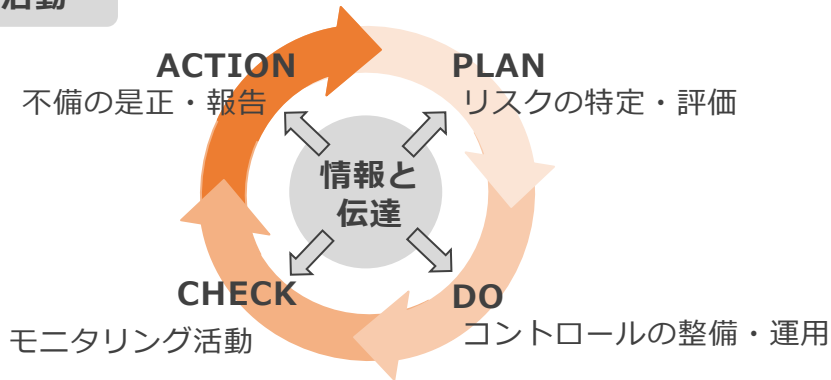 活動
ACTION
不備の是正・報告
PLAN
リスクの特定・評価
情報と
伝達
CHECK
モニタリング活動
DO
コントロールの整備・運用